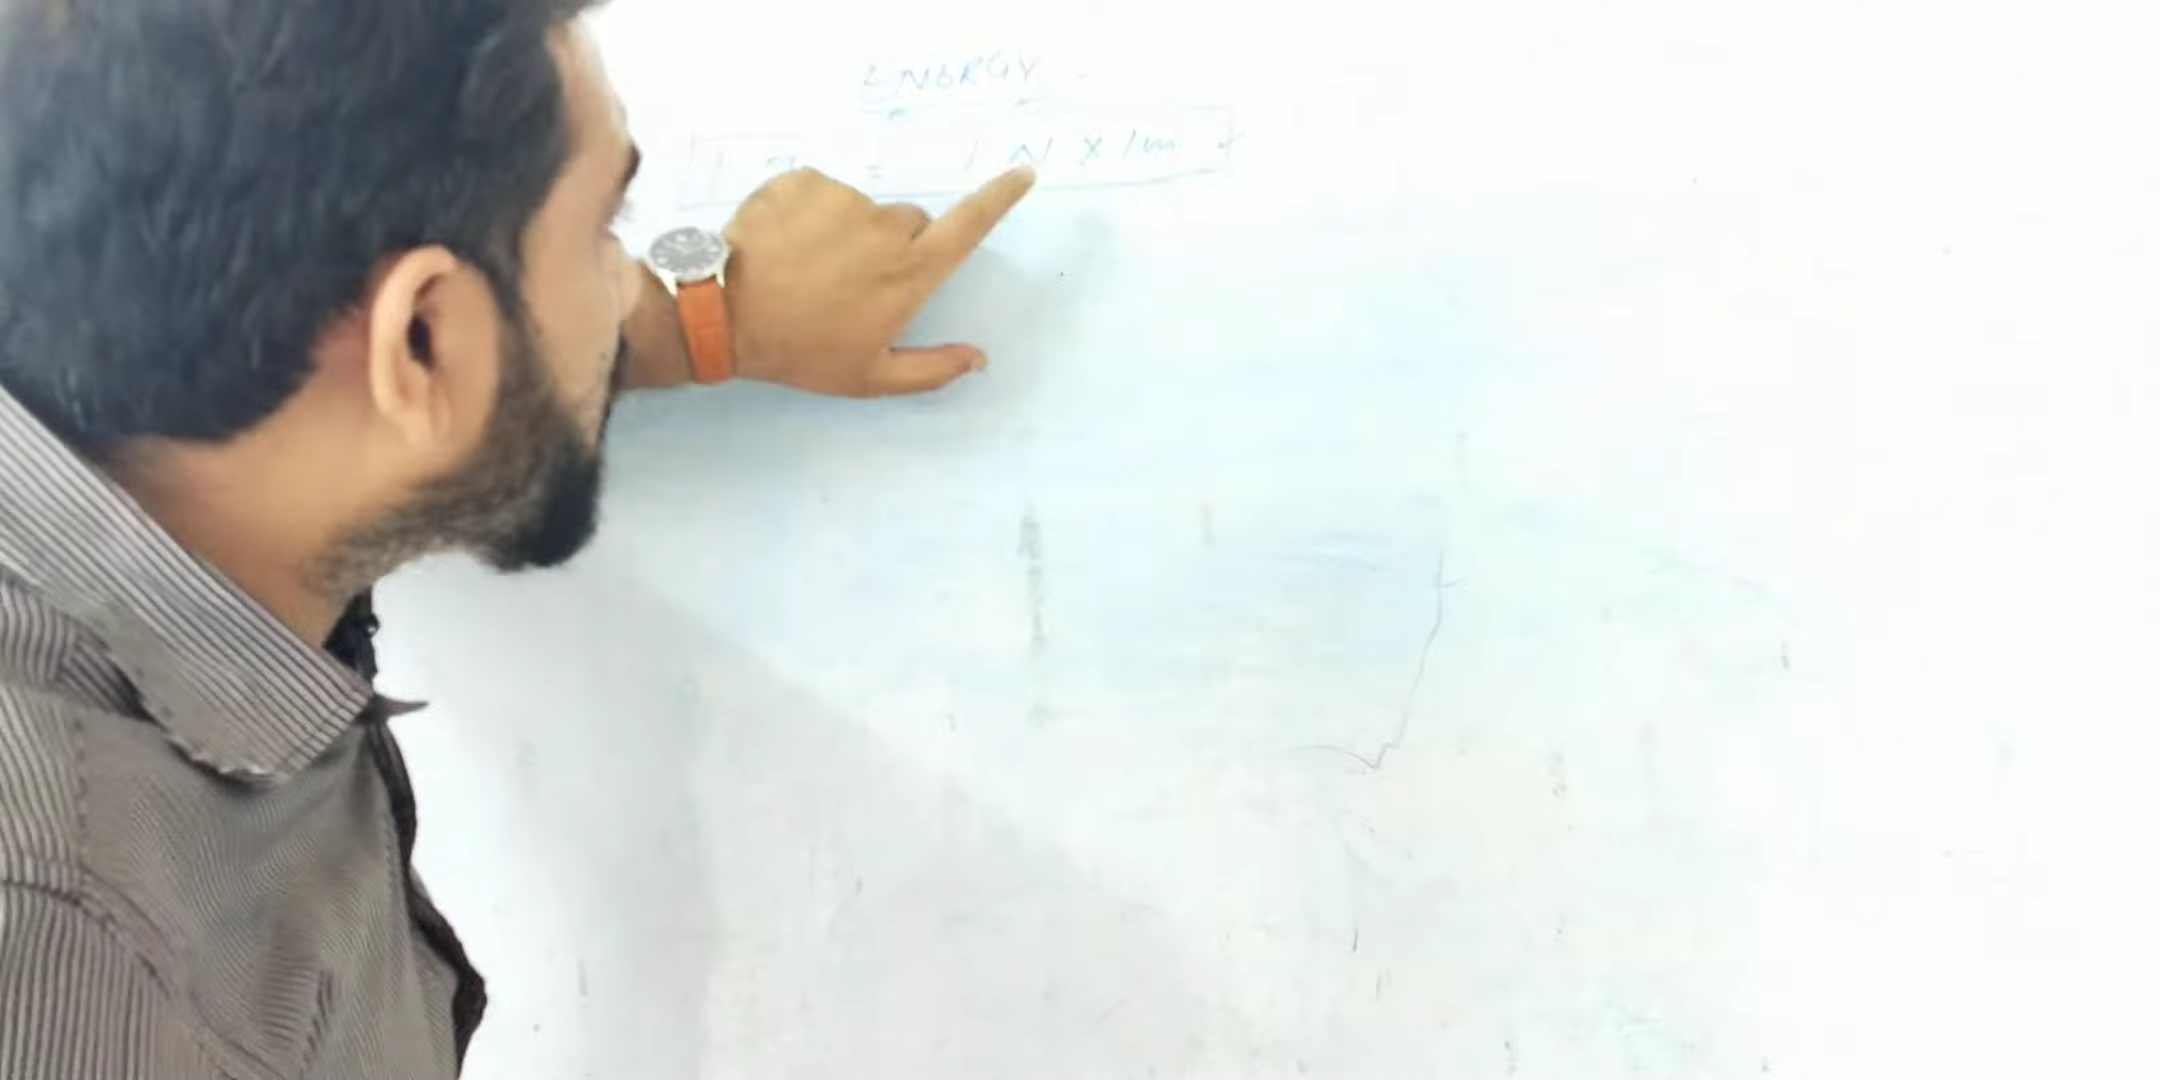 ENERGY
1 J = 1 N X 1m